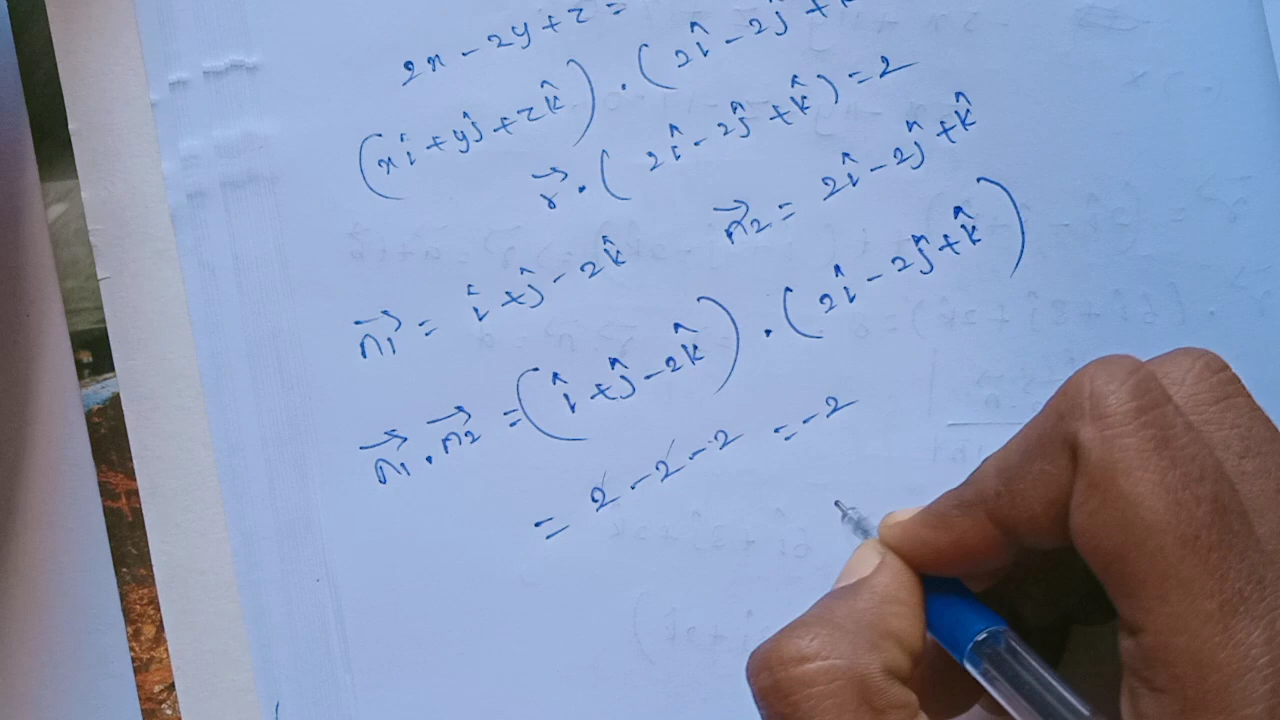 2x - 2y + z =
(xî + yĵ + zk̂) . (2î - 2ĵ + k̂
r⃗ . (2î - 2ĵ + k̂) = 2
n⃗₁ = î + ĵ - 2k̂ n⃗₂ = 2î - 2ĵ + k̂
n⃗₁ . n⃗₂ = (î + ĵ - 2k̂) . (2î - 2ĵ + k̂)
= 2 - 2 - 2 = -2